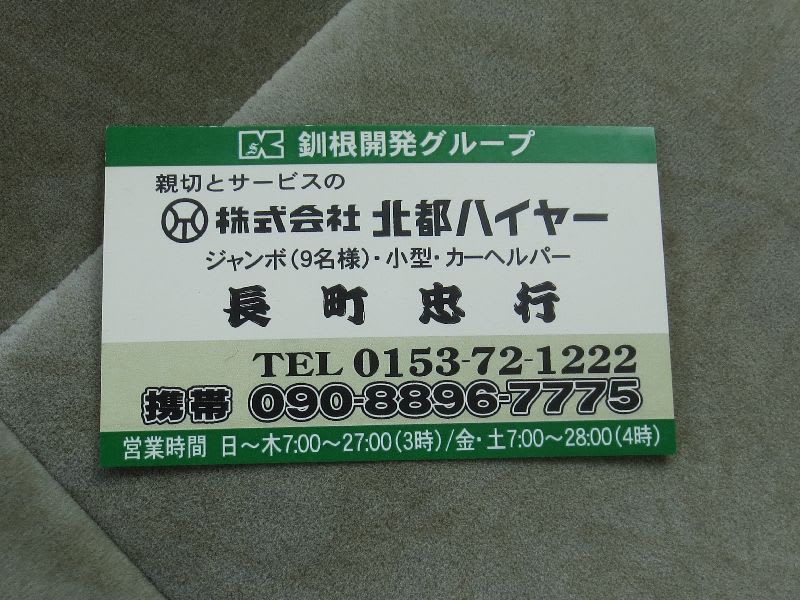 釧根開発グループ
親切とサービスの
株式会社 北都ハイヤー
ジャンボ(9名様)・小型・カーヘルパー
長町忠行
TEL 0153-72-1222
携帯 090-8896-7775
営業時間 日～木7:00～27:00(3時)/金・土7:00～28:00(4時)